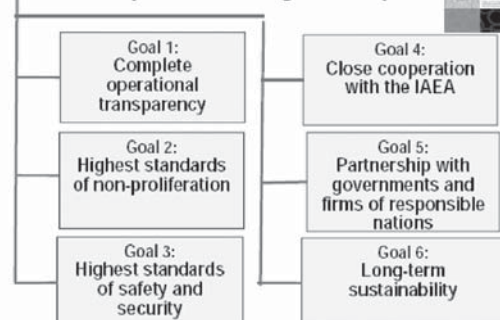 Goal 1:
Complete
operational
transparency
Goal 2:
Highest standards
of non-proliferation
Goal 3:
Highest standards
of safety and
security
Goal 4:
Close cooperation
with the IAEA
Goal 5:
Partnership with
governments and
firms of responsible
nations
Goal 6:
Long-term
sustainability